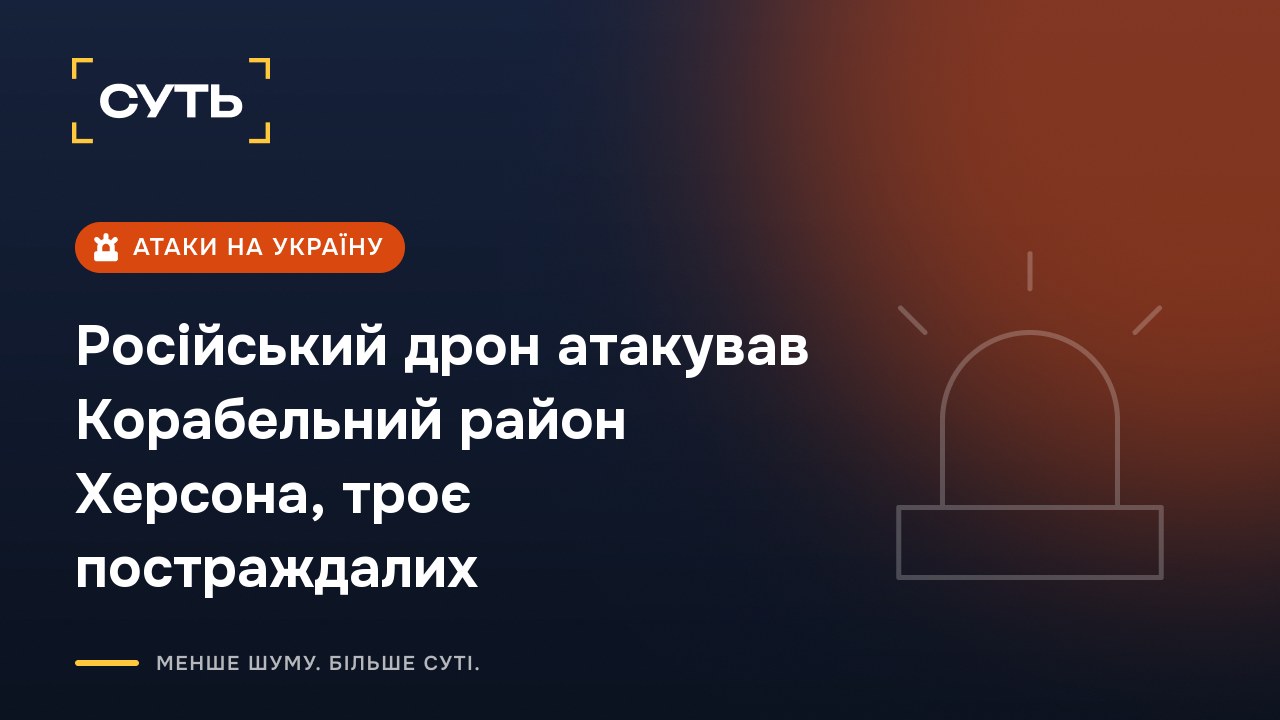 СУТЬ
АТАКИ НА УКРАЇНУ
Російський дрон атакував
Корабельний район
Херсона, троє
постраждалих
МЕНШЕ ШУМУ. БІЛЬШЕ СУТІ.